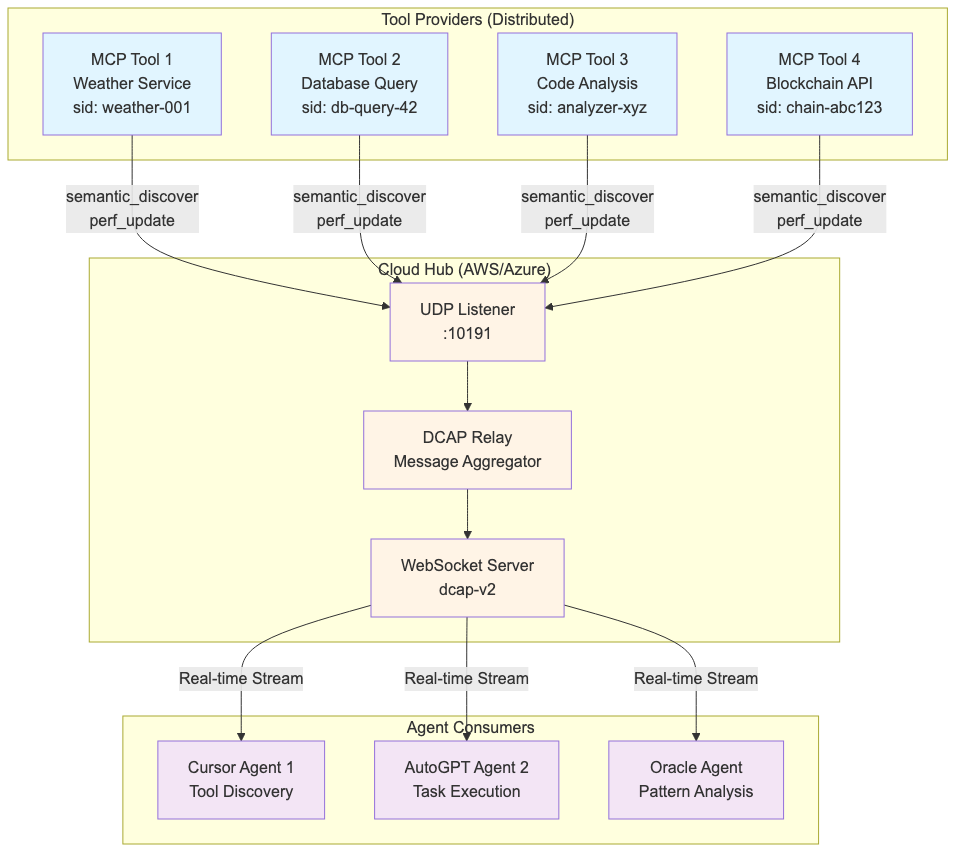 Tool Providers (Distributed)
MCP Tool 1
Weather Service
sid: weather-001
MCP Tool 2
Database Query
sid: db-query-42
MCP Tool 3
Code Analysis
sid: analyzer-xyz
MCP Tool 4
Blockchain API
sid: chain-abc123
semantic_discover
perf_update
semantic_discover
perf_update
semantic_discover
perf_update
semantic_discover
perf_update
Cloud Hub (AWS/Azure)
UDP Listener
:10191
DCAP Relay
Message Aggregator
WebSocket Server
dcap-v2
Real-time Stream
Real-time Stream
Real-time Stream
Agent Consumers
Cursor Agent 1
Tool Discovery
AutoGPT Agent 2
Task Execution
Oracle Agent
Pattern Analysis